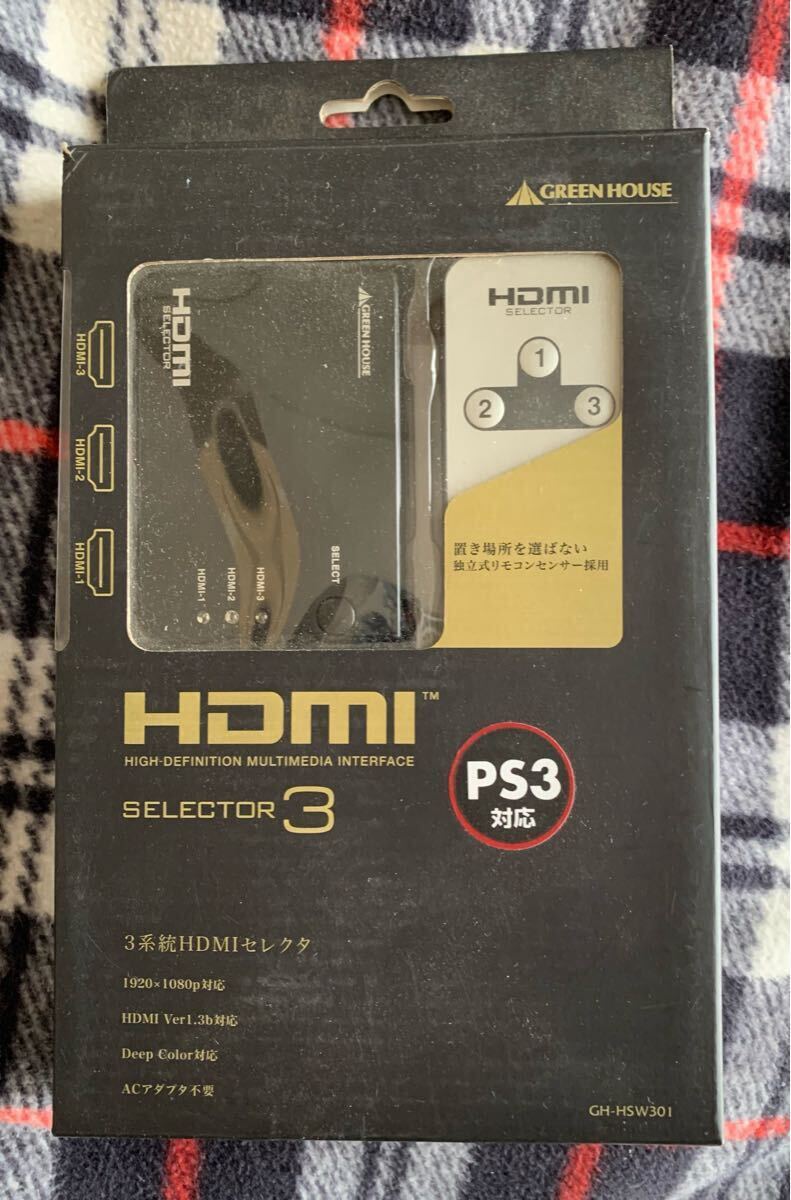 GREEN HOUSE
HDMI
SELECTOR
GREEN HOUSE
HDMI-3
HDMI-2
HDMI-1
HDMI-1
HDMI-2
HDMI-3
SELECT
HDMI
SELECTOR
1
2
3
置き場所を選ばない
独立式リモコンセンサー採用
HDMI™
HIGH-DEFINITION MULTIMEDIA INTERFACE
SELECTOR 3
PS3
対応
3系統HDMIセレクタ
1920×1080p対応
HDMI Ver1.3b対応
Deep Color対応
ACアダプタ不要
GH-HSW301